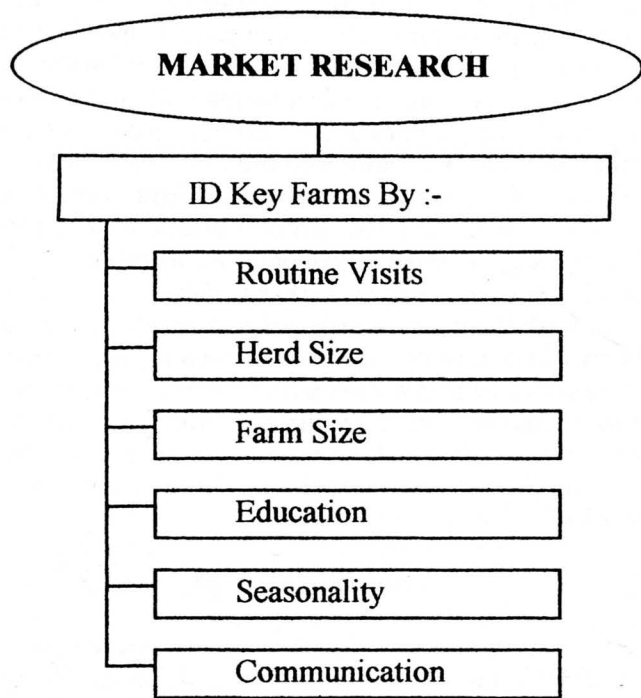 MARKET RESEARCH
ID Key Farms By :-
Routine Visits
Herd Size
Farm Size
Education
Seasonality
Communication